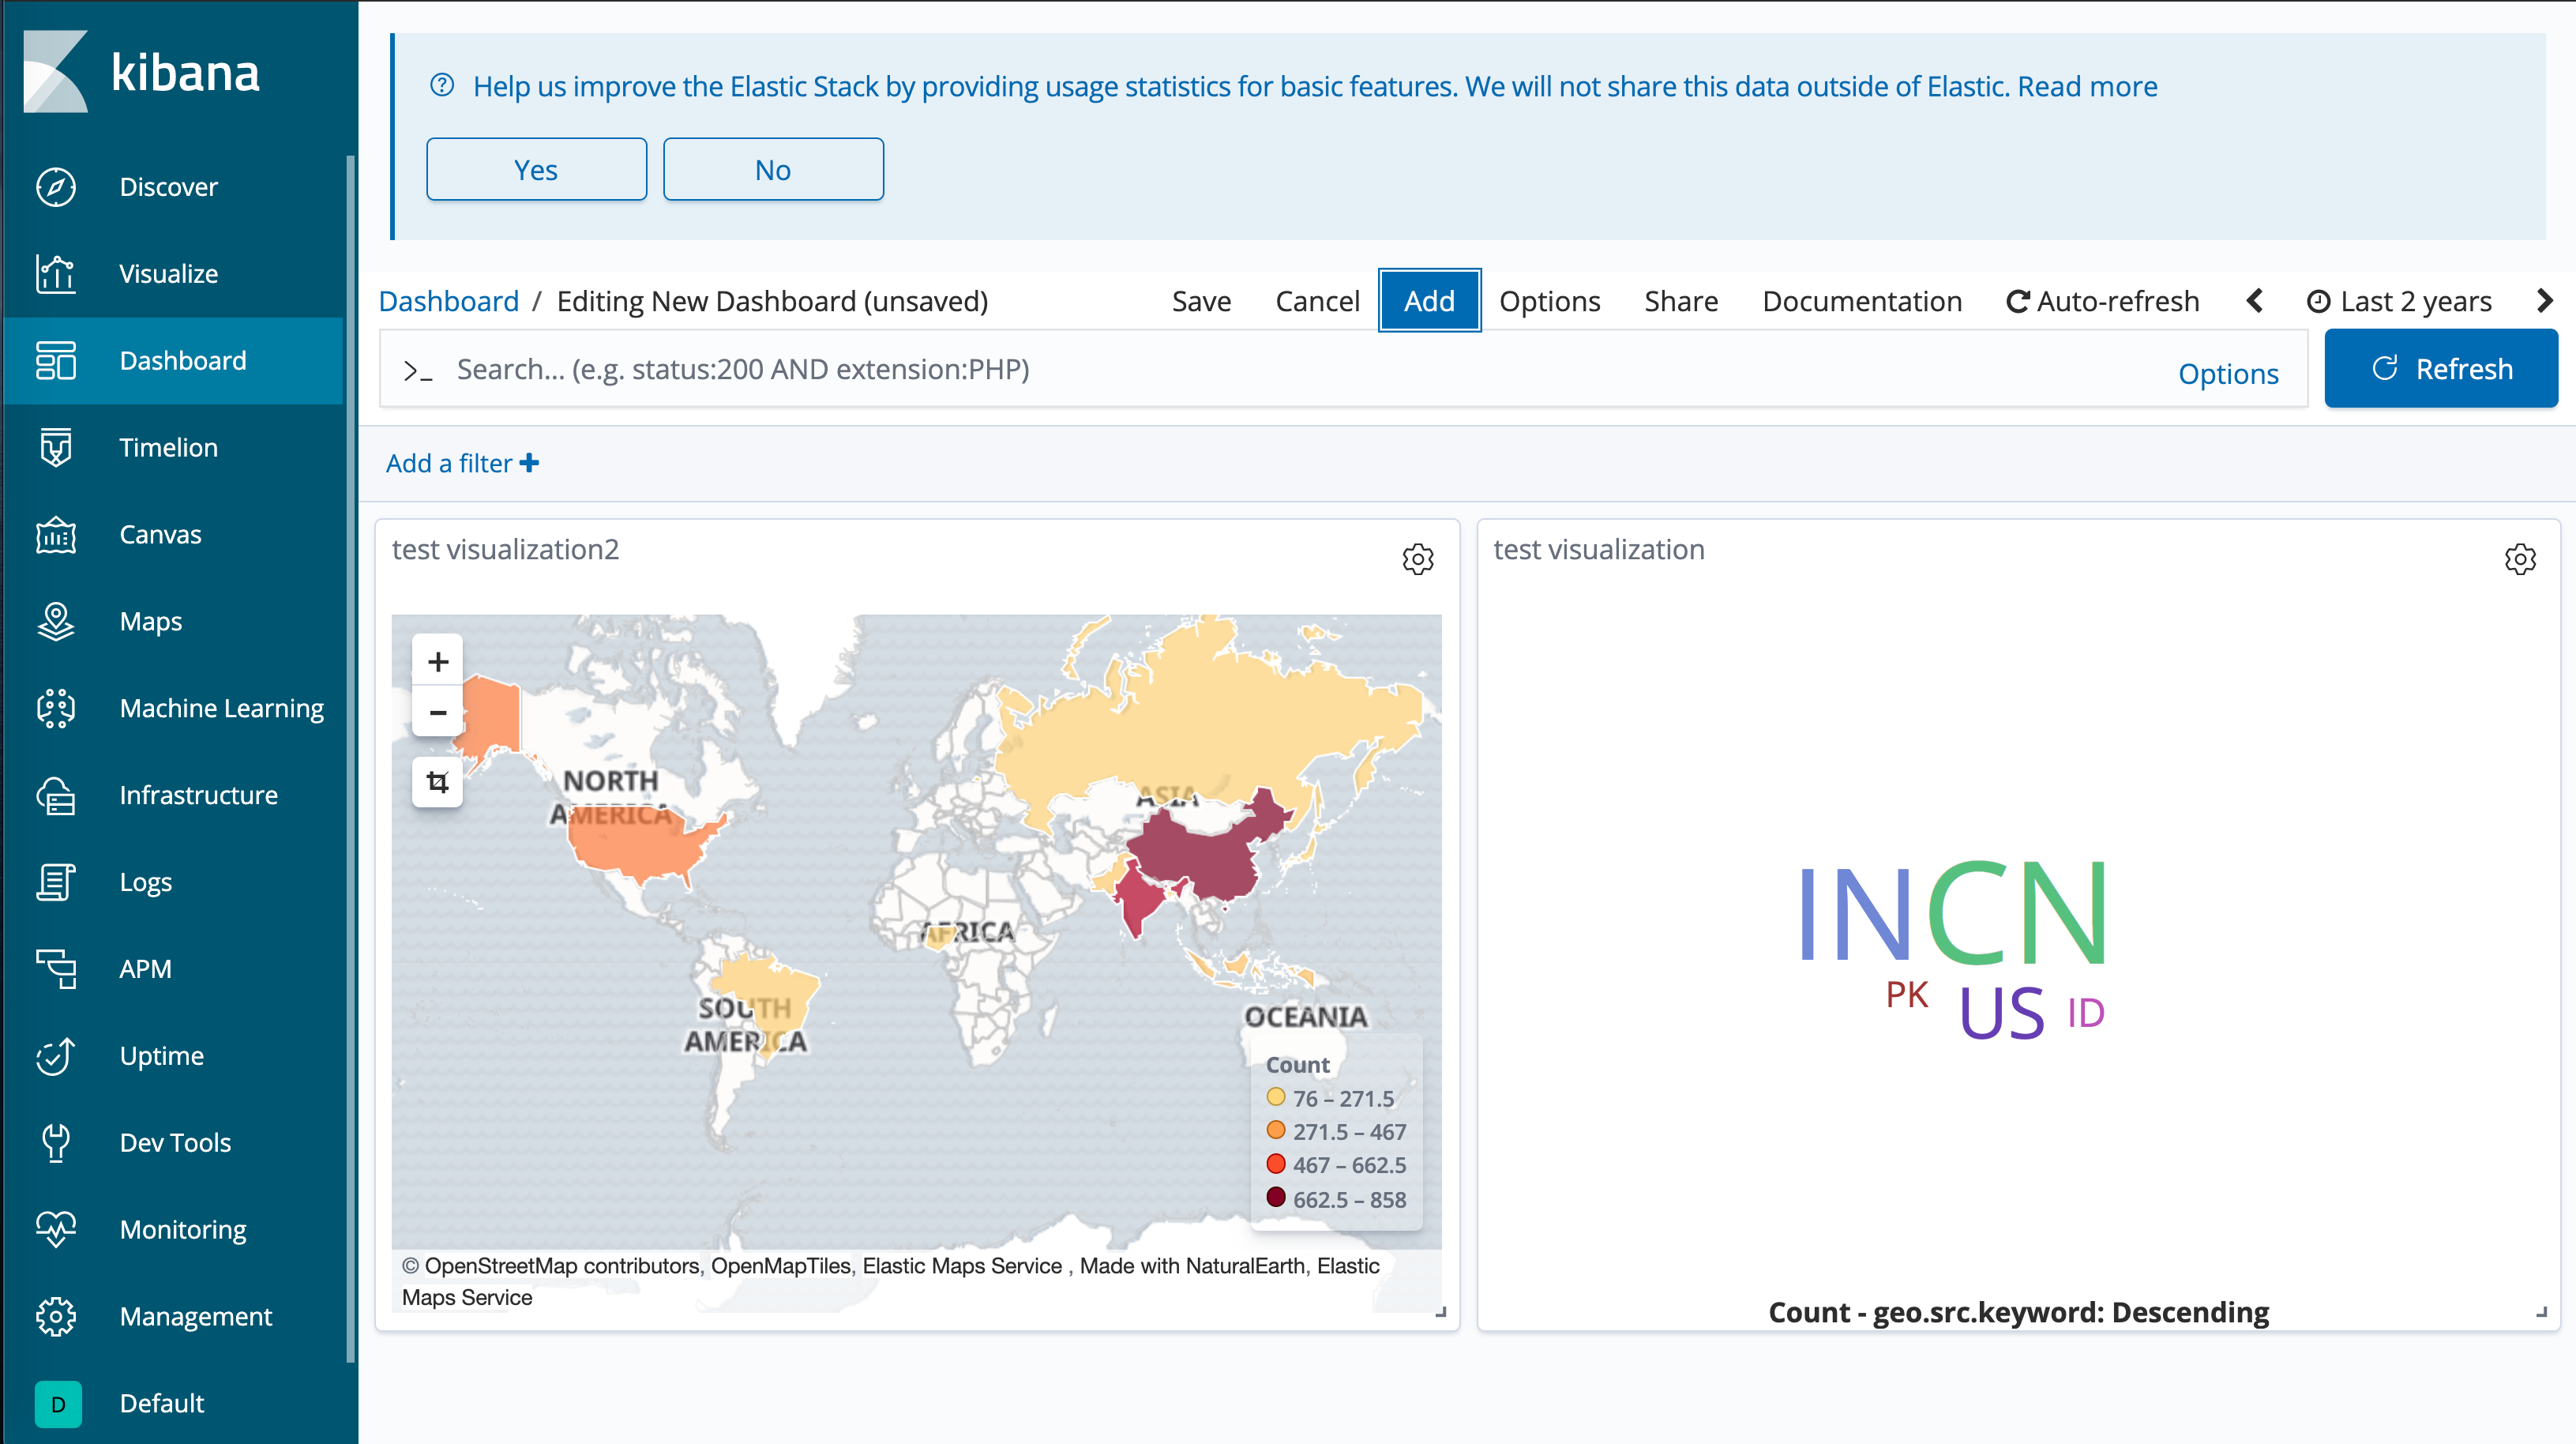 kibana
Discover
Visualize
Dashboard
Timelion
Canvas
Maps
Machine Learning
Infrastructure
Logs
APM
Uptime
Dev Tools
Monitoring
Management
D Default
Help us improve the Elastic Stack by providing usage statistics for basic features. We will not share this data outside of Elastic. Read more
Yes No
Dashboard / Editing New Dashboard (unsaved) Save Cancel Add Options Share Documentation Auto-refresh Last 2 years
>_ Search... (e.g. status:200 AND extension:PHP) Options Refresh
Add a filter +
test visualization2
+
−
NORTH
AMERICA
ASIA
AFRICA
SOUTH
AMERICA
OCEANIA
Count
76 – 271.5
271.5 – 467
467 – 662.5
662.5 – 858
© OpenStreetMap contributors, OpenMapTiles, Elastic Maps Service , Made with NaturalEarth, Elastic
Maps Service
test visualization
IN CN
PK US ID
Count - geo.src.keyword: Descending